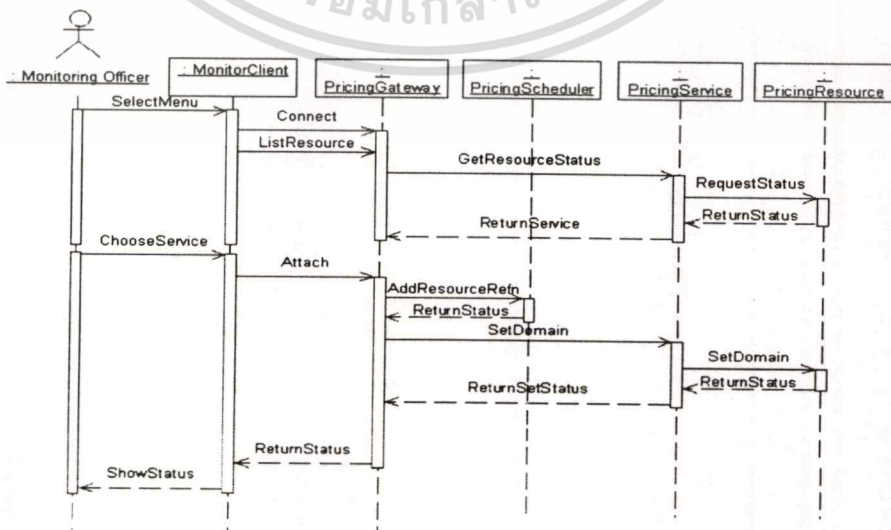 : Monitoring Officer
: MonitorClient
:
PricingGateway
:
PricingScheduler
:
PricingService
:
PricingResource
SelectMenu
Connect
ListResource
GetResourceStatus
RequestStatus
ReturnStatus
ReturnService
ChooseService
Attach
AddResourceRefn
ReturnStatus
SetDomain
SetDomain
ReturnStatus
ReturnSetStatus
ReturnStatus
ShowStatus